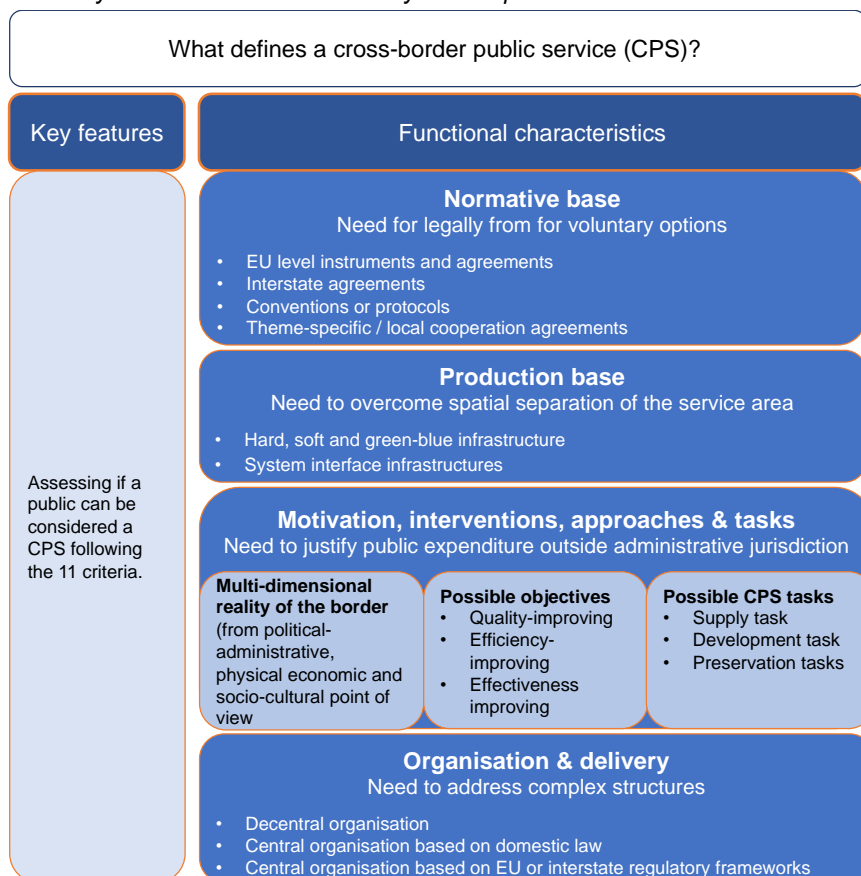 What defines a cross-border public service (CPS)?
Key features
Functional characteristics
Assessing if a
public can be
considered a
CPS following
the 11 criteria.
Normative base
Need for legally from for voluntary options
• EU level instruments and agreements
• Interstate agreements
• Conventions or protocols
• Theme-specific / local cooperation agreements
Production base
Need to overcome spatial separation of the service area
• Hard, soft and green-blue infrastructure
• System interface infrastructures
Motivation, interventions, approaches & tasks
Need to justify public expenditure outside administrative jurisdiction
Multi-dimensional
reality of the border
(from political-
administrative,
physical economic and
socio-cultural point of
view
Possible objectives
• Quality-improving
• Efficiency-
improving
• Effectiveness
improving
Possible CPS tasks
• Supply task
• Development task
• Preservation tasks
Organisation & delivery
Need to address complex structures
• Decentral organisation
• Central organisation based on domestic law
• Central organisation based on EU or interstate regulatory frameworks